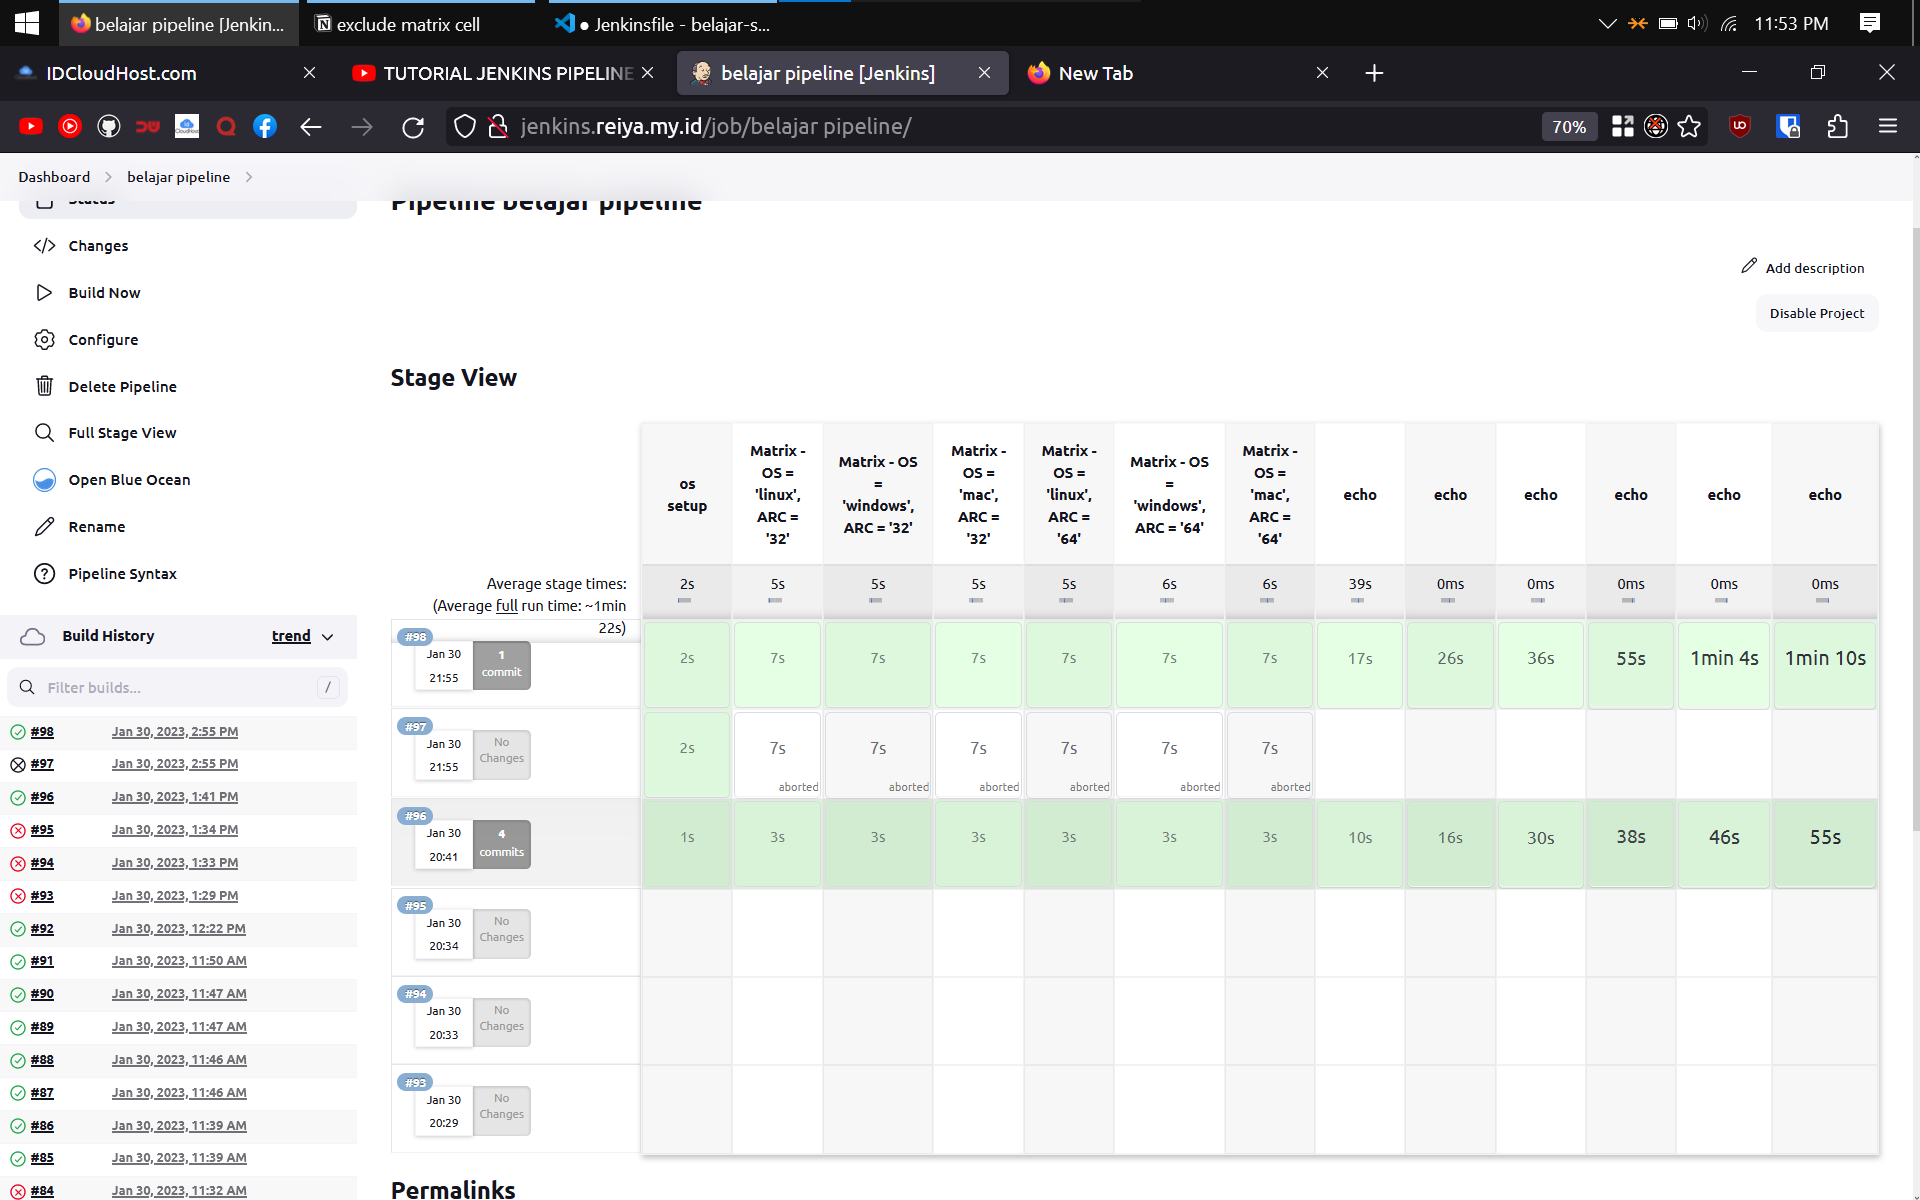 belajar pipeline [Jenkin...
exclude matrix cell
● Jenkinsfile - belajar-s...
11:53 PM
IDCloudHost.com
TUTORIAL JENKINS PIPELINE
belajar pipeline [Jenkins]
New Tab
jenkins.reiya.my.id/job/belajar pipeline/
70%
Dashboard
belajar pipeline
Status
Pipeline belajar pipeline
Changes
Build Now
Configure
Delete Pipeline
Full Stage View
Open Blue Ocean
Rename
Pipeline Syntax
Add description
Disable Project
Stage View
os setup
Matrix - OS = 'linux', ARC = '32'
Matrix - OS = 'windows', ARC = '32'
Matrix - OS = 'mac', ARC = '32'
Matrix - OS = 'linux', ARC = '64'
Matrix - OS = 'windows', ARC = '64'
Matrix - OS = 'mac', ARC = '64'
echo
echo
echo
echo
echo
echo
Average stage times:
(Average full run time: ~1min
22s)
2s 5s 5s 5s 5s 6s 6s 39s 0ms 0ms 0ms 0ms 0ms
#98
Jan 30
21:55
1
commit
2s 7s 7s 7s 7s 7s 7s 17s 26s 36s 55s 1min 4s 1min 10s
#97
Jan 30
21:55
No
Changes
2s 7s 7s 7s 7s 7s 7s
aborted aborted aborted aborted aborted aborted
#96
Jan 30
20:41
4
commits
1s 3s 3s 3s 3s 3s 3s 10s 16s 30s 38s 46s 55s
#95
Jan 30
20:34
No
Changes
#94
Jan 30
20:33
No
Changes
#93
Jan 30
20:29
No
Changes
Permalinks
Build History
trend
Filter builds...
/
#98 Jan 30, 2023, 2:55 PM
#97 Jan 30, 2023, 2:55 PM
#96 Jan 30, 2023, 1:41 PM
#95 Jan 30, 2023, 1:34 PM
#94 Jan 30, 2023, 1:33 PM
#93 Jan 30, 2023, 1:29 PM
#92 Jan 30, 2023, 12:22 PM
#91 Jan 30, 2023, 11:50 AM
#90 Jan 30, 2023, 11:47 AM
#89 Jan 30, 2023, 11:47 AM
#88 Jan 30, 2023, 11:46 AM
#87 Jan 30, 2023, 11:46 AM
#86 Jan 30, 2023, 11:39 AM
#85 Jan 30, 2023, 11:39 AM
#84 Jan 30, 2023, 11:32 AM